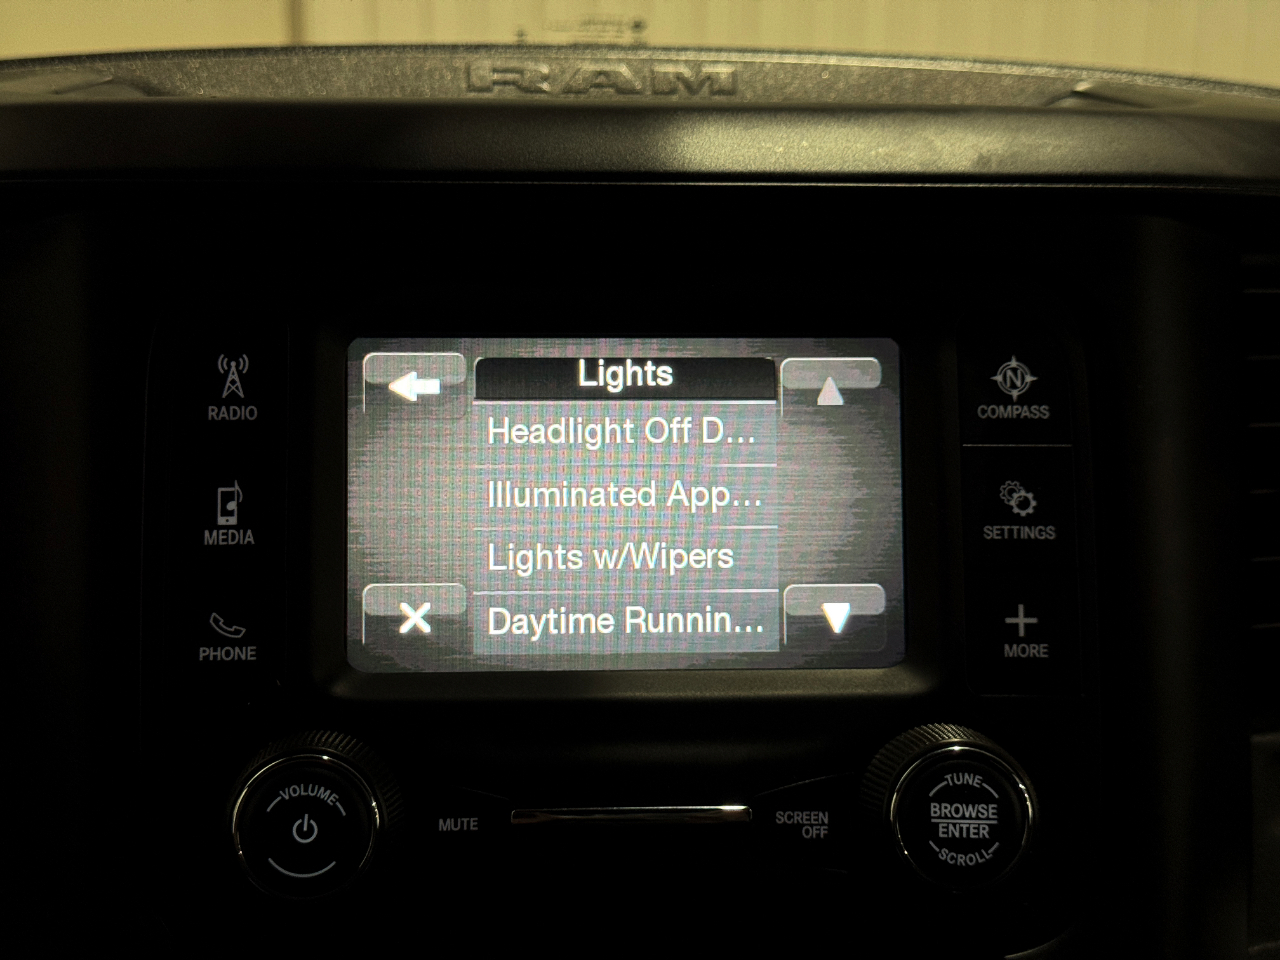 RAM
RADIO
MEDIA
PHONE
Lights
Headlight Off D...
Illuminated App...
Lights w/Wipers
Daytime Runnin...
N
COMPASS
SETTINGS
MORE
VOLUME
MUTE
SCREEN
OFF
TUNE
BROWSE
ENTER
SCROLL